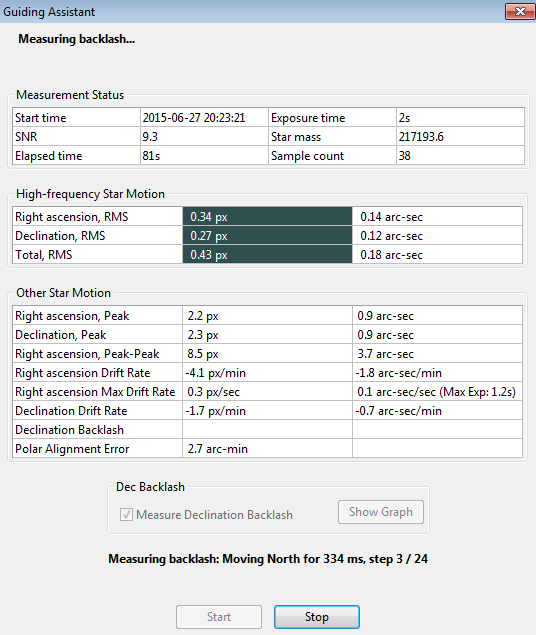 Guiding Assistant
Measuring backlash...
Measurement Status
Start time 2015-06-27 20:23:21 Exposure time 2s
SNR 9.3 Star mass 217193.6
Elapsed time 81s Sample count 38
High-frequency Star Motion
Right ascension, RMS 0.34 px 0.14 arc-sec
Declination, RMS 0.27 px 0.12 arc-sec
Total, RMS 0.43 px 0.18 arc-sec
Other Star Motion
Right ascension, Peak 2.2 px 0.9 arc-sec
Declination, Peak 2.3 px 0.9 arc-sec
Right ascension, Peak-Peak 8.5 px 3.7 arc-sec
Right ascension Drift Rate -4.1 px/min -1.8 arc-sec/min
Right ascension Max Drift Rate 0.3 px/sec 0.1 arc-sec/sec (Max Exp: 1.2s)
Declination Drift Rate -1.7 px/min -0.7 arc-sec/min
Declination Backlash
Polar Alignment Error 2.7 arc-min
Dec Backlash
Measure Declination Backlash Show Graph
Measuring backlash: Moving North for 334 ms, step 3 / 24
Start Stop